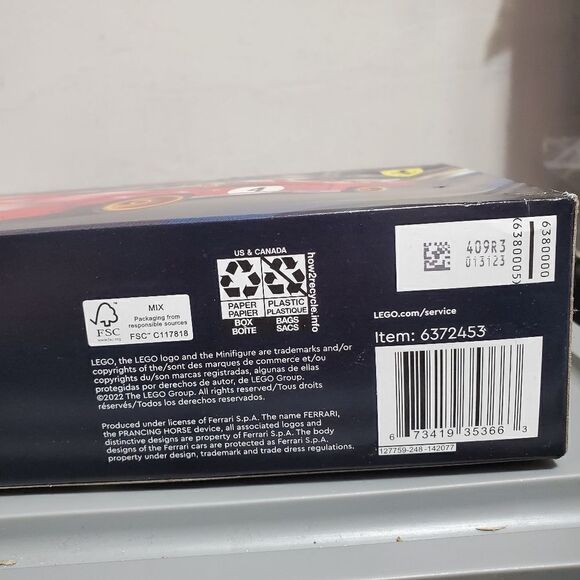 4
409R3
013123
(6380005)
6380000
US & CANADA
how2recycle.info
PAPER
PAPIER
BOX
BOÎTE
PLASTIC
PLASTIQUE
BAGS
SACS
FSC
www.fsc.org
MIX
Packaging from
responsible sources
FSC™ C117818
LEGO.com/service
Item: 6372453
LEGO, the LEGO logo and the Minifigure are trademarks and/or
copyrights of the/sont des marques de commerce et/ou
copyrights du/son marcas registradas, algunas de ellas
protegidas por derechos de autor, de LEGO Group.
©2022 The LEGO Group. All rights reserved/Tous droits
réservés/Todos los derechos reservados.
Produced under license of Ferrari S.p.A. The name FERRARI,
the PRANCING HORSE device, all associated logos and
distinctive designs are property of Ferrari S.p.A. The body
designs of the Ferrari cars are protected as Ferrari S.p.A.
property under design, trademark and trade dress regulations.
6 73419 35366 3
127759-248 -142077